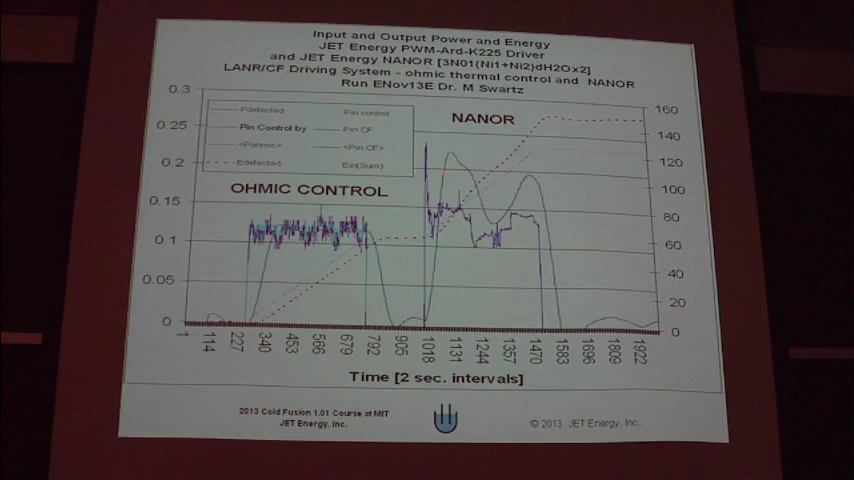 Input and Output Power and Energy
JET Energy PWM-Ard-K225 Driver
and JET Energy NANOR [3N01(Ni1+Ni2)dH2Ox2]
LANR/CF Driving System - ohmic thermal control and NANOR
Run ENov13E Dr. M Swartz
0.3
0.25
0.2
0.15
0.1
0.05
0
Pdetected
Pin control
Pin Control by
Pin CF
<Pohmic>
<Pin CF>
Edetected
Ein(Sum)
NANOR
OHMIC CONTROL
160
140
120
100
80
60
40
20
0
1 114 227 340 453 566 679 792 905 1018 1131 1244 1357 1470 1583 1696 1809 1922
Time [2 sec. intervals]
2013 Cold Fusion 1.01 Course at MIT
JET Energy, Inc.
© 2013 JET Energy, Inc.